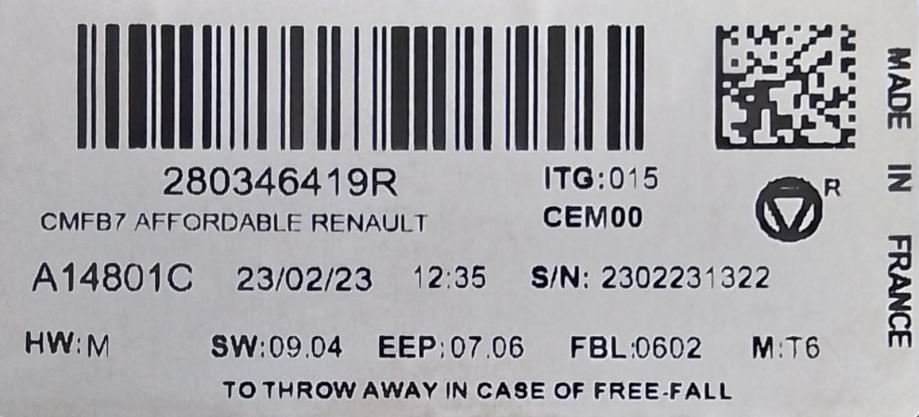 280346419R
ITG:015
CMFB7 AFFORDABLE RENAULT
CEM00
R
A14801C 23/02/23 12:35 S/N: 2302231322
HW:M SW:09.04 EEP:07.06 FBL:0602 M:T6
TO THROW AWAY IN CASE OF FREE-FALL
MADE IN FRANCE